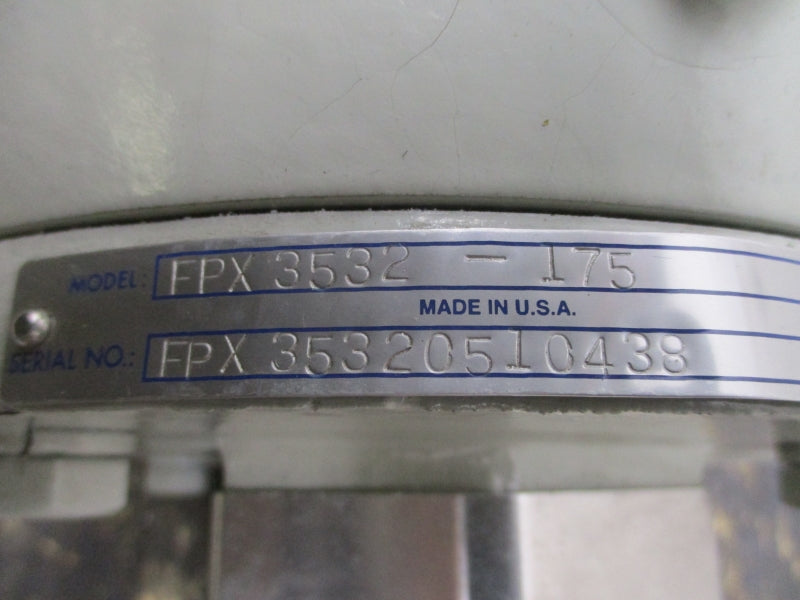 MODEL: FPX 3532 - 175
MADE IN U.S.A.
SERIAL NO.: FPX 35320510438